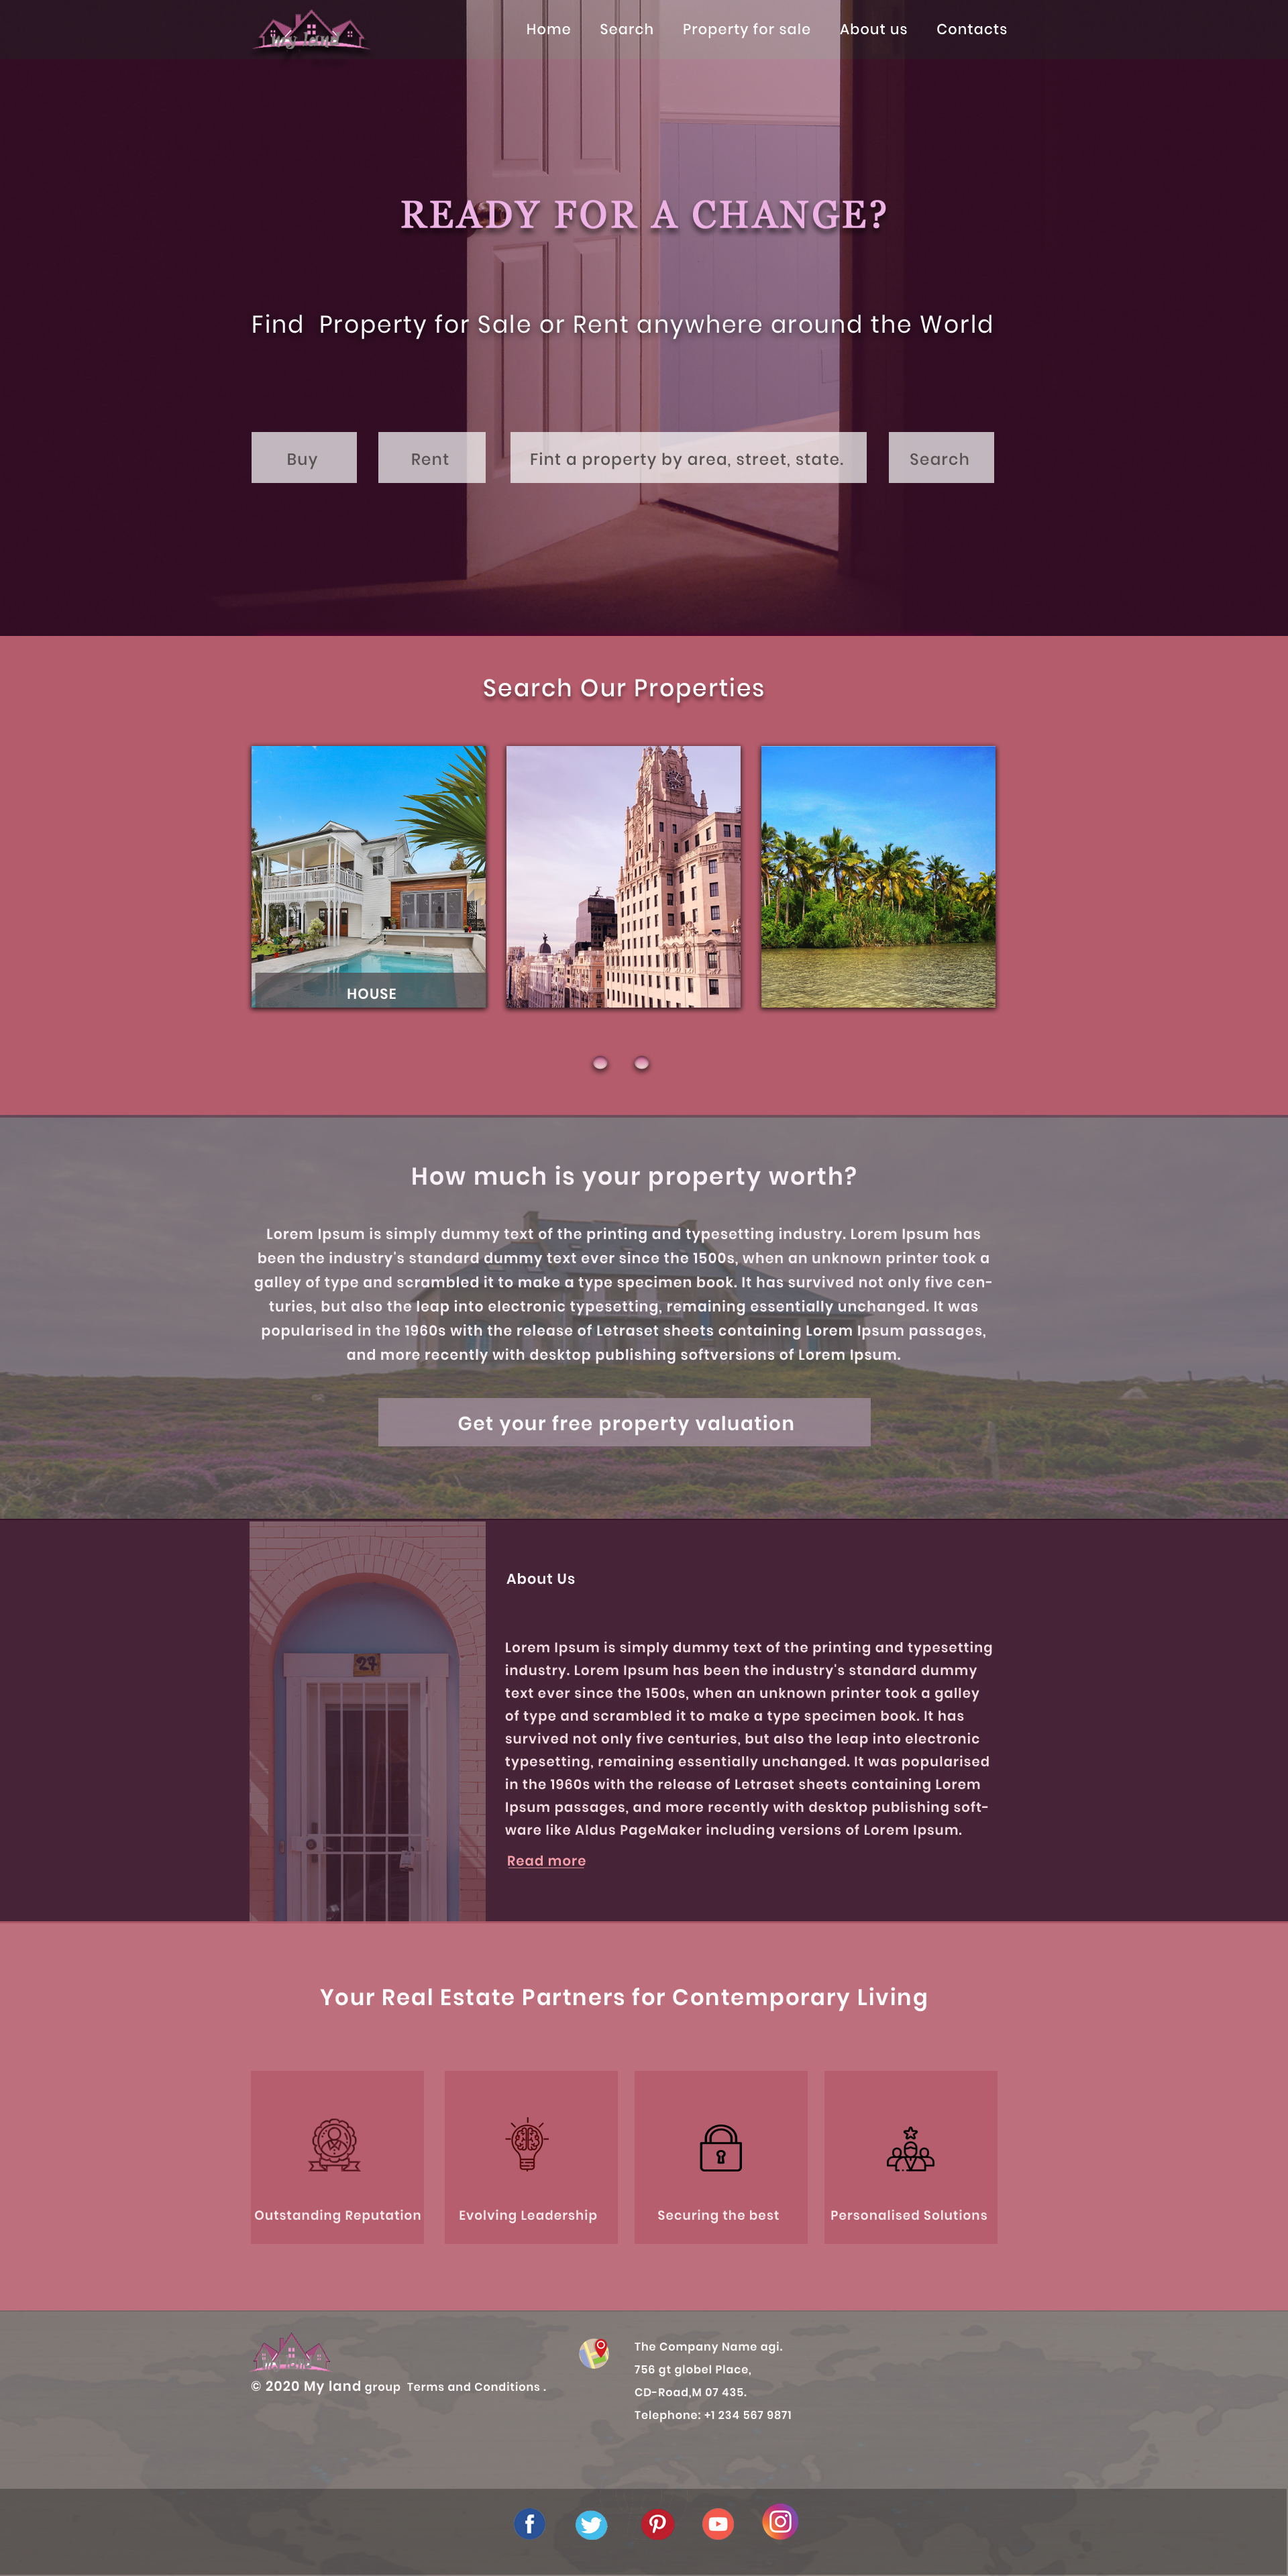 my land
Home Search Property for sale About us Contacts
READY FOR A CHANGE?
Find Property for Sale or Rent anywhere around the World
Buy Rent Fint a property by area, street, state. Search
Search Our Properties
HOUSE
How much is your property worth?
Lorem Ipsum is simply dummy text of the printing and typesetting industry. Lorem Ipsum has
been the industry's standard dummy text ever since the 1500s, when an unknown printer took a
galley of type and scrambled it to make a type specimen book. It has survived not only five cen-
turies, but also the leap into electronic typesetting, remaining essentially unchanged. It was
popularised in the 1960s with the release of Letraset sheets containing Lorem Ipsum passages,
and more recently with desktop publishing softversions of Lorem Ipsum.
Get your free property valuation
27
About Us
Lorem Ipsum is simply dummy text of the printing and typesetting
industry. Lorem Ipsum has been the industry's standard dummy
text ever since the 1500s, when an unknown printer took a galley
of type and scrambled it to make a type specimen book. It has
survived not only five centuries, but also the leap into electronic
typesetting, remaining essentially unchanged. It was popularised
in the 1960s with the release of Letraset sheets containing Lorem
Ipsum passages, and more recently with desktop publishing soft-
ware like Aldus PageMaker including versions of Lorem Ipsum.
Read more
Your Real Estate Partners for Contemporary Living
Outstanding Reputation Evolving Leadership Securing the best Personalised Solutions
my land
© 2020 My land group Terms and Conditions .
The Company Name agi.
756 gt globel Place,
CD-Road,M 07 435.
Telephone: +1 234 567 9871